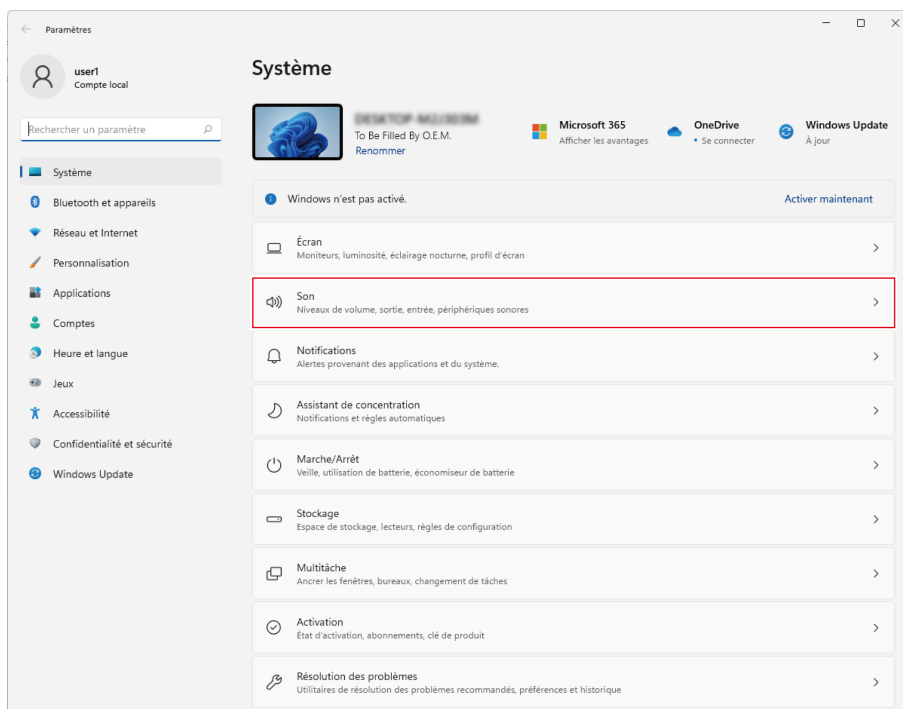 Paramètres
user1
Compte local
Rechercher un paramètre
Système
Bluetooth et appareils
Réseau et Internet
Personnalisation
Applications
Comptes
Heure et langue
Jeux
Accessibilité
Confidentialité et sécurité
Windows Update
Système
To Be Filled By O.E.M.
Renommer
Microsoft 365
Afficher les avantages
OneDrive
• Se connecter
Windows Update
À jour
Windows n'est pas activé.
Activer maintenant
Écran
Moniteurs, luminosité, éclairage nocturne, profil d'écran
Son
Niveaux de volume, sortie, entrée, périphériques sonores
Notifications
Alertes provenant des applications et du système.
Assistant de concentration
Notifications et règles automatiques
Marche/Arrêt
Veille, utilisation de batterie, économiseur de batterie
Stockage
Espace de stockage, lecteurs, règles de configuration
Multitâche
Ancrer les fenêtres, bureaux, changement de tâches
Activation
État d'activation, abonnements, clé de produit
Résolution des problèmes
Utilitaires de résolution des problèmes recommandés, préférences et historique